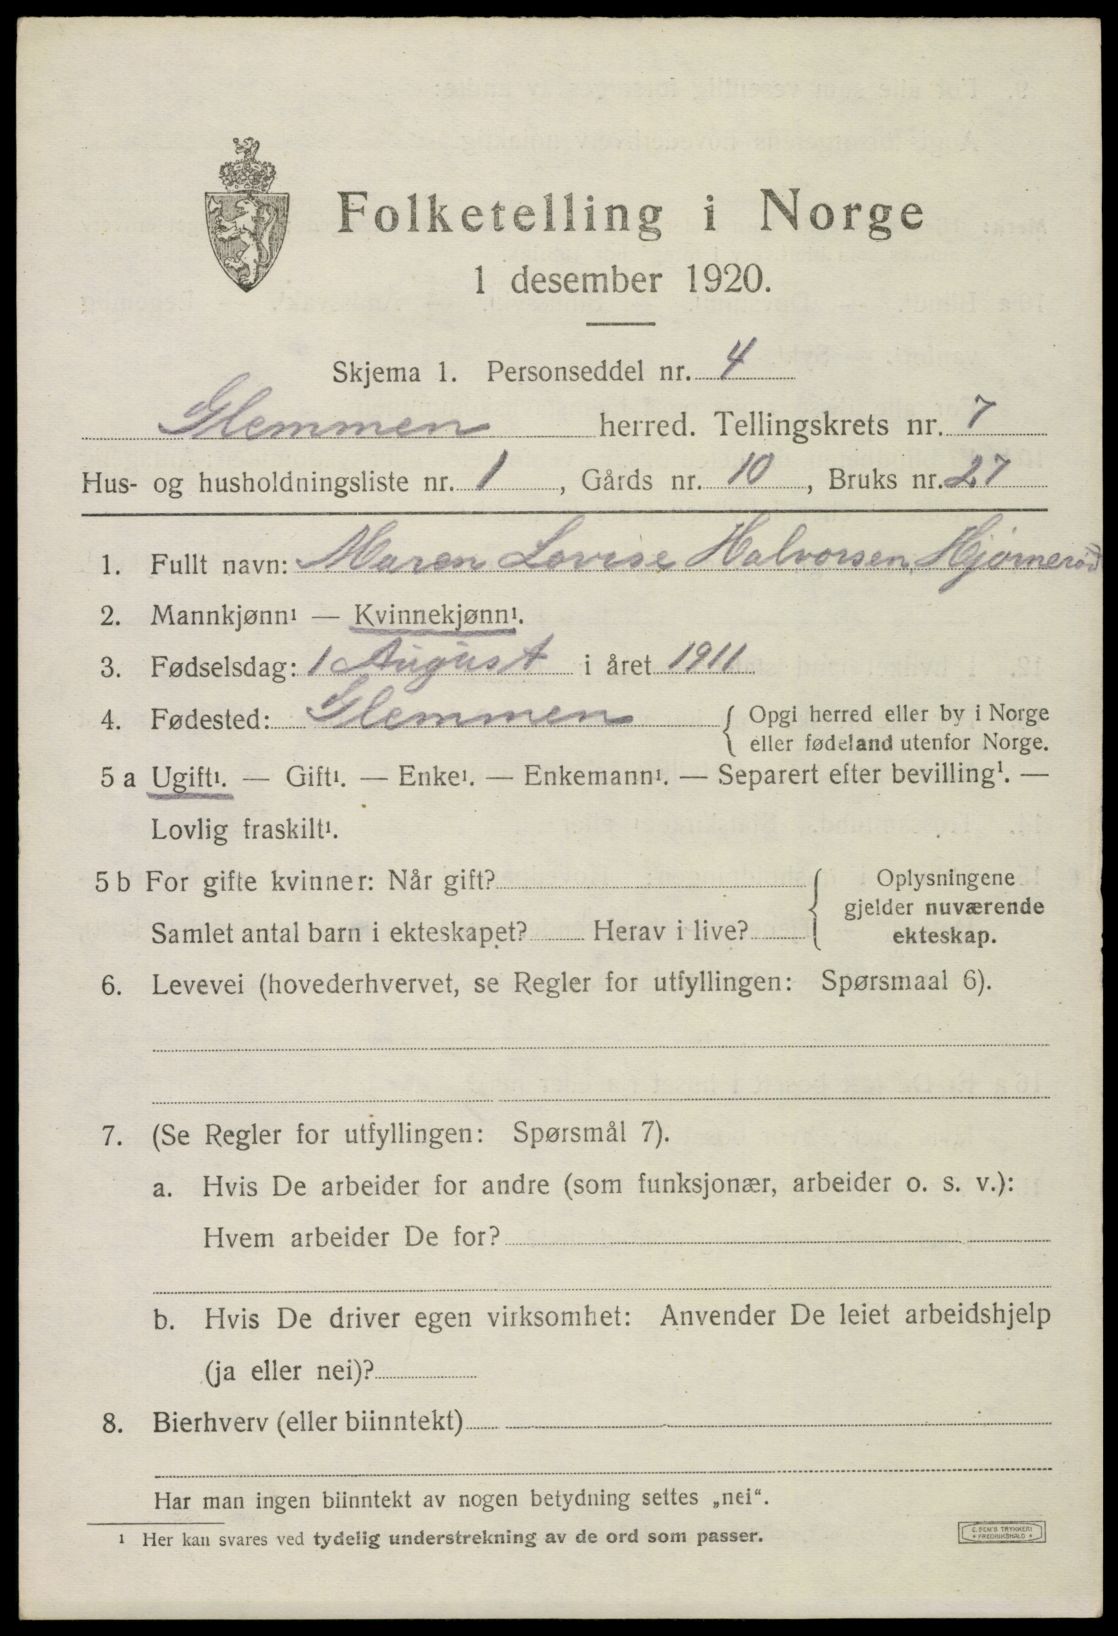 Folketelling i Norge
1 desember 1920.
Skjema 1. Personseddel nr. 4
Glemmen herred. Tellingskrets nr. 7
Hus- og husholdningsliste nr. 1, Gårds nr. 10, Bruks nr. 27
1. Fullt navn: Maren Lovise Halvorsen, Hjørnerød
2. Mannkjønn¹ — Kvinnekjønn¹.
3. Fødselsdag: 1 August i året 1911
4. Fødested: Glemmen { Opgi herred eller by i Norge
eller fødeland utenfor Norge.
5 a Ugift¹. — Gift¹. — Enke¹. — Enkemann¹. — Separert efter bevilling¹. —
Lovlig fraskilt¹.
5 b For gifte kvinner: Når gift? { Oplysningene
gjelder nuværende
Samlet antal barn i ekteskapet? Herav i live? ekteskap.
6. Levevei (hovederhvervet, se Regler for utfyllingen: Spørsmaal 6).
7. (Se Regler for utfyllingen: Spørsmål 7).
a. Hvis De arbeider for andre (som funksjonær, arbeider o. s. v.):
Hvem arbeider De for?
b. Hvis De driver egen virksomhet: Anvender De leiet arbeidshjelp
(ja eller nei)?
8. Bierhverv (eller biinntekt)
Har man ingen biinntekt av nogen betydning settes „nei“.
¹ Her kan svares ved tydelig understrekning av de ord som passer.
C. SEM'S TRYKKERI
• FREDRIKSHALD •